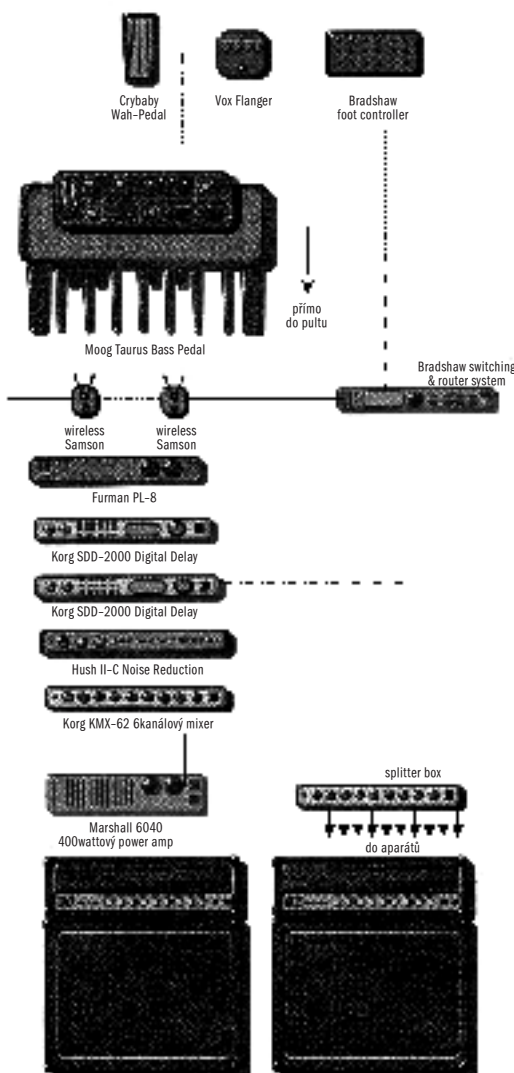 Crybaby
Wah-Pedal
Vox Flanger
Bradshaw
foot controller
přímo
do pultu
Moog Taurus Bass Pedal
Bradshaw switching
& router system
wireless
Samson
wireless
Samson
Furman PL-8
Korg SDD-2000 Digital Delay
Korg SDD-2000 Digital Delay
Hush II-C Noise Reduction
Korg KMX-62 6kanálový mixer
splitter box
Marshall 6040
400wattový power amp
do aparátů